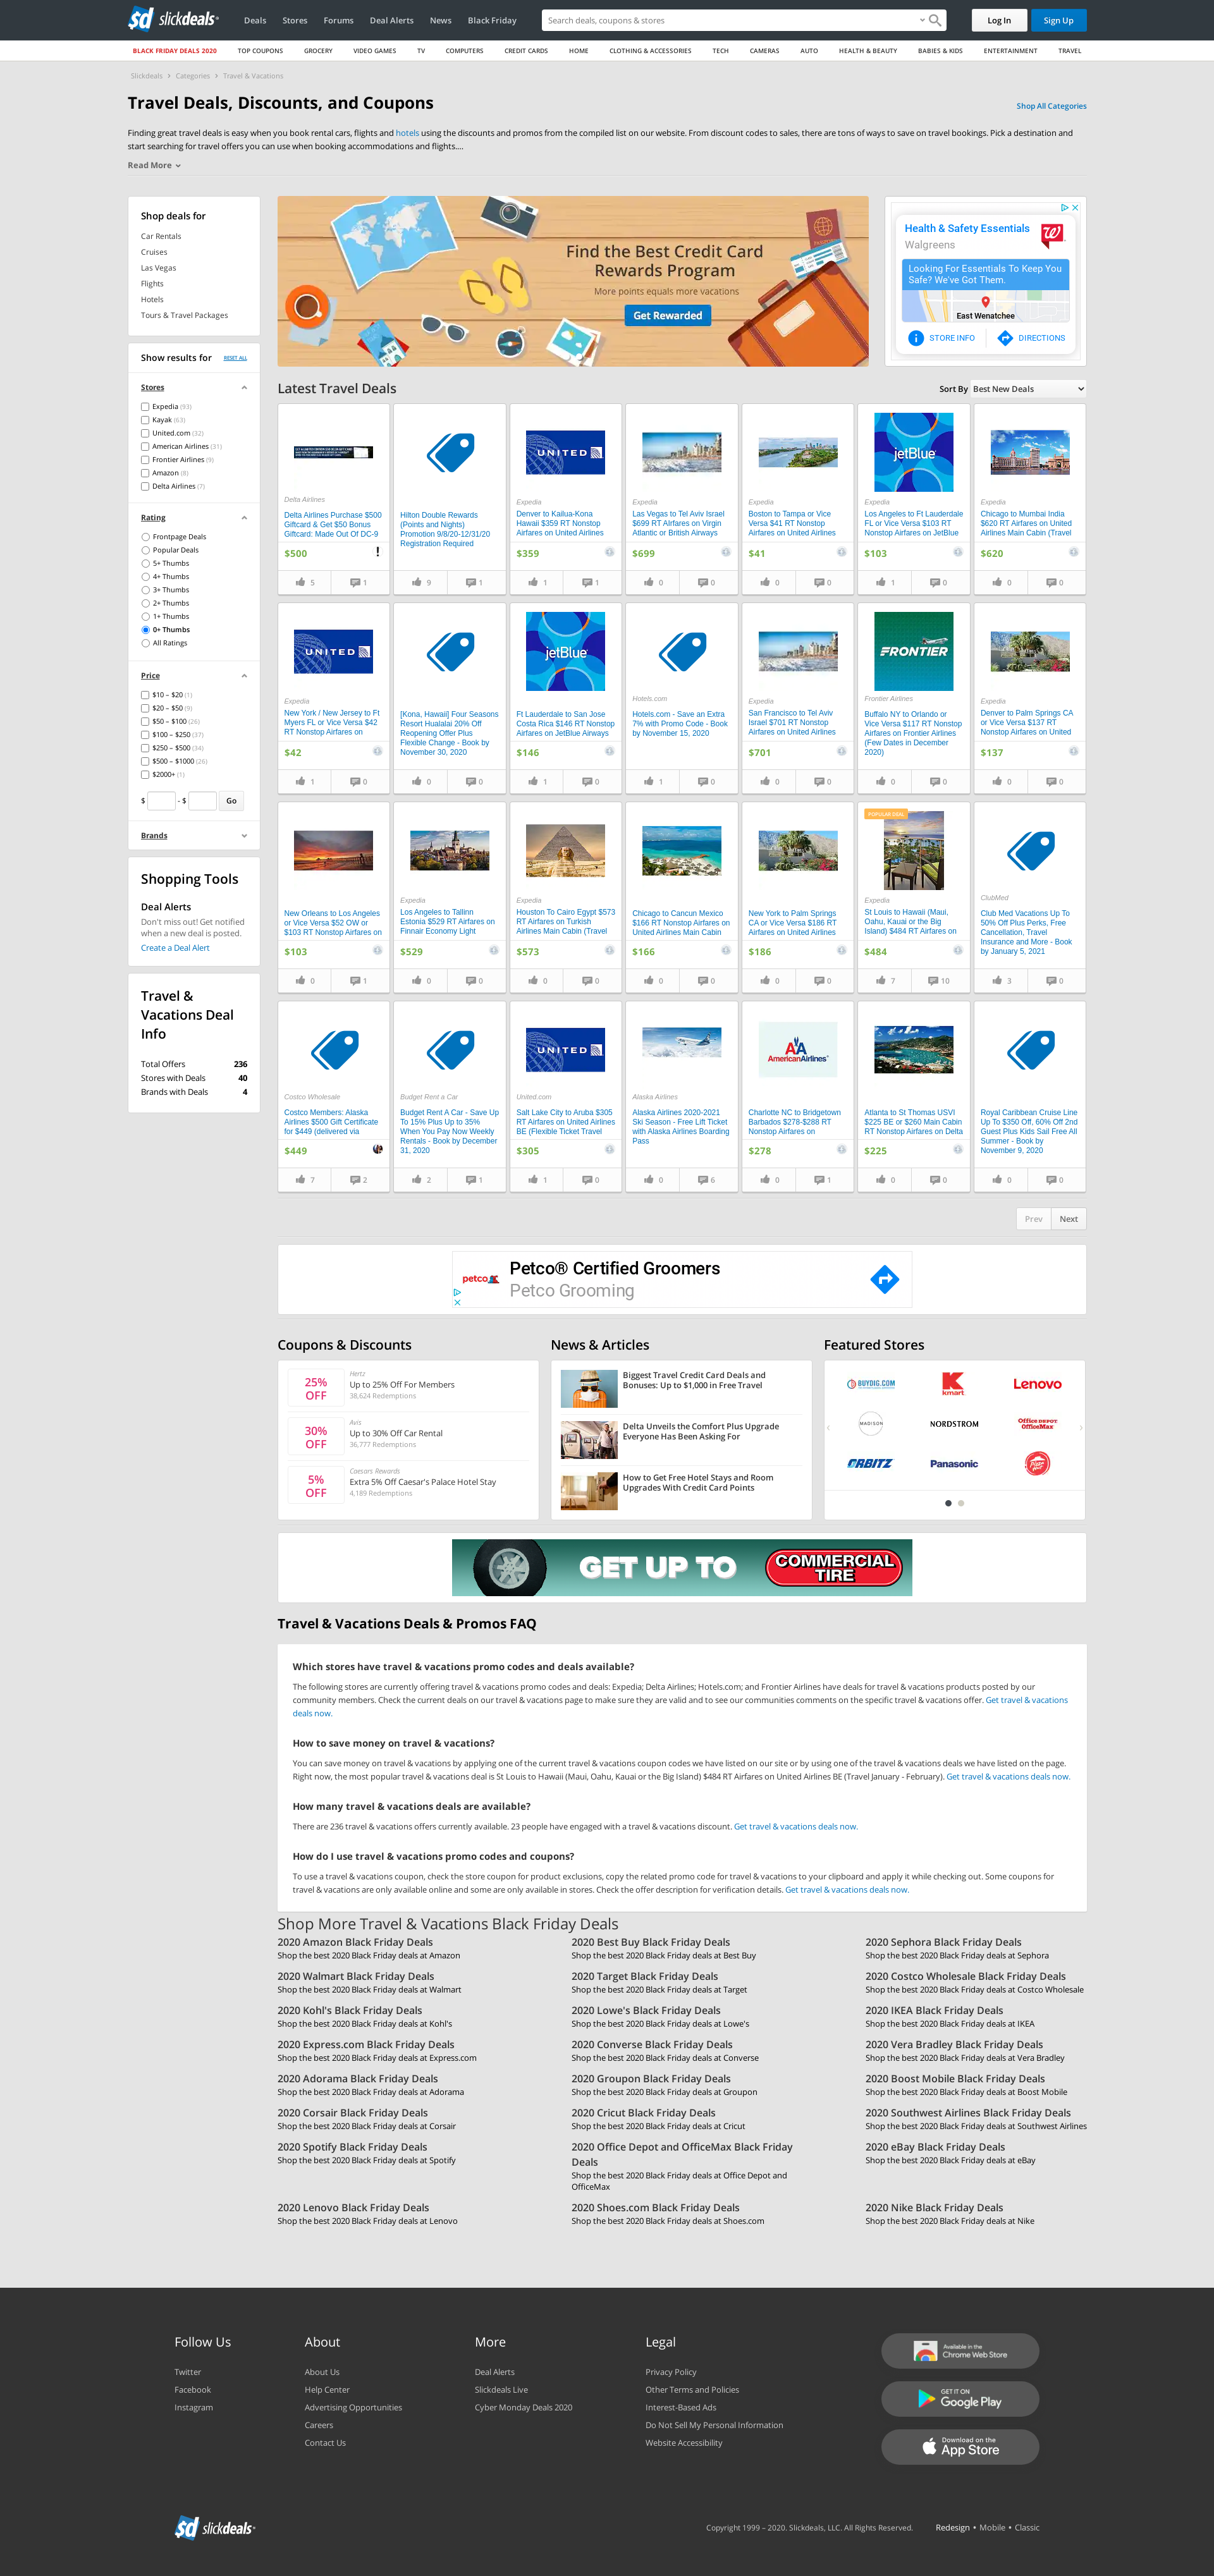 slickdeals
Deals Stores Forums Deal Alerts News Black Friday
Search deals, coupons & stores
Log In
Sign Up
BLACK FRIDAY DEALS 2020 TOP COUPONS GROCERY VIDEO GAMES TV COMPUTERS CREDIT CARDS HOME CLOTHING & ACCESSORIES TECH CAMERAS AUTO HEALTH & BEAUTY BABIES & KIDS ENTERTAINMENT TRAVEL
Slickdeals > Categories > Travel & Vacations
Travel Deals, Discounts, and Coupons
Shop All Categories
Finding great travel deals is easy when you book rental cars, flights and hotels using the discounts and promos from the compiled list on our website. From discount codes to sales, there are tons of ways to save on travel bookings. Pick a destination and
start searching for travel offers you can use when booking accommodations and flights....
Read More
Shop deals for
Car Rentals
Cruises
Las Vegas
Flights
Hotels
Tours & Travel Packages
Show results for RESET ALL
Stores
Expedia (93)
Kayak (63)
United.com (32)
American Airlines (31)
Frontier Airlines (9)
Amazon (8)
Delta Airlines (7)
Rating
Frontpage Deals
Popular Deals
5+ Thumbs
4+ Thumbs
3+ Thumbs
2+ Thumbs
1+ Thumbs
0+ Thumbs
All Ratings
Price
$10 – $20 (1)
$20 – $50 (9)
$50 – $100 (26)
$100 – $250 (37)
$250 – $500 (34)
$500 – $1000 (26)
$2000+ (1)
$ - $ Go
Brands
Shopping Tools
Deal Alerts
Don't miss out! Get notified
when a new deal is posted.
Create a Deal Alert
Travel &
Vacations Deal
Info
Total Offers 236
Stores with Deals 40
Brands with Deals 4
Find the Best Credit Card
Rewards Program
More points equals more vacations
Get Rewarded
Health & Safety Essentials
Walgreens
Looking For Essentials To Keep You
Safe? We've Got Them.
East Wenatchee
STORE INFO DIRECTIONS
Latest Travel Deals
Sort By Best New Deals
Delta Airlines
Delta Airlines Purchase $500
Giftcard & Get $50 Bonus
Giftcard: Made Out Of DC-9
$500
5 1
Hilton Double Rewards
(Points and Nights)
Promotion 9/8/20-12/31/20
Registration Required
9 1
UNITED
Expedia
Denver to Kailua-Kona
Hawaii $359 RT Nonstop
Airfares on United Airlines
$359
1 1
Expedia
Las Vegas to Tel Aviv Israel
$699 RT Airfares on Virgin
Atlantic or British Airways
$699
0 0
Expedia
Boston to Tampa or Vice
Versa $41 RT Nonstop
Airfares on United Airlines
$41
0 0
jetBlue
Expedia
Los Angeles to Ft Lauderdale
FL or Vice Versa $103 RT
Nonstop Airfares on JetBlue
$103
1 0
Expedia
Chicago to Mumbai India
$620 RT Airfares on United
Airlines Main Cabin (Travel
$620
0 0
UNITED
Expedia
New York / New Jersey to Ft
Myers FL or Vice Versa $42
RT Nonstop Airfares on
$42
1 0
[Kona, Hawaii] Four Seasons
Resort Hualalai 20% Off
Reopening Offer Plus
Flexible Change - Book by
November 30, 2020
0 0
jetBlue
Ft Lauderdale to San Jose
Costa Rica $146 RT Nonstop
Airfares on JetBlue Airways
$146
1 0
Hotels.com
Hotels.com - Save an Extra
7% with Promo Code - Book
by November 15, 2020
1 0
Expedia
San Francisco to Tel Aviv
Israel $701 RT Nonstop
Airfares on United Airlines
$701
0 0
FRONTIER
Frontier Airlines
Buffalo NY to Orlando or
Vice Versa $117 RT Nonstop
Airfares on Frontier Airlines
(Few Dates in December
2020)
0 0
Expedia
Denver to Palm Springs CA
or Vice Versa $137 RT
Nonstop Airfares on United
$137
0 0
New Orleans to Los Angeles
or Vice Versa $52 OW or
$103 RT Nonstop Airfares on
$103
0 1
Expedia
Los Angeles to Tallinn
Estonia $529 RT Airfares on
Finnair Economy Light
$529
0 0
Expedia
Houston To Cairo Egypt $573
RT Airfares on Turkish
Airlines Main Cabin (Travel
$573
0 0
Chicago to Cancun Mexico
$166 RT Nonstop Airfares on
United Airlines Main Cabin
$166
0 0
New York to Palm Springs
CA or Vice Versa $186 RT
Airfares on United Airlines
$186
0 0
POPULAR DEAL
Expedia
St Louis to Hawaii (Maui,
Oahu, Kauai or the Big
Island) $484 RT Airfares on
$484
7 10
ClubMed
Club Med Vacations Up To
50% Off Plus Perks, Free
Cancellation, Travel
Insurance and More - Book
by January 5, 2021
3 0
Costco Wholesale
Costco Members: Alaska
Airlines $500 Gift Certificate
for $449 (delivered via
$449
7 2
Budget Rent a Car
Budget Rent A Car - Save Up
To 15% Plus Up to 35%
When You Pay Now Weekly
Rentals - Book by December
31, 2020
2 1
UNITED
United.com
Salt Lake City to Aruba $305
RT Airfares on United Airlines
BE (Flexible Ticket Travel
$305
1 0
Alaska Airlines
Alaska Airlines 2020-2021
Ski Season - Free Lift Ticket
with Alaska Airlines Boarding
Pass
0 6
AmericanAirlines
Charlotte NC to Bridgetown
Barbados $278-$288 RT
Nonstop Airfares on
$278
0 1
Atlanta to St Thomas USVI
$225 BE or $260 Main Cabin
RT Nonstop Airfares on Delta
$225
0 0
Royal Caribbean Cruise Line
Up To $350 Off, 60% Off 2nd
Guest Plus Kids Sail Free All
Summer - Book by
November 9, 2020
0 0
Prev Next
petco
Petco® Certified Groomers
Petco Grooming
Coupons & Discounts
25%
OFF
Hertz
Up to 25% Off For Members
38,624 Redemptions
30%
OFF
Avis
Up to 30% Off Car Rental
36,777 Redemptions
5%
OFF
Caesars Rewards
Extra 5% Off Caesar's Palace Hotel Stay
4,189 Redemptions
News & Articles
Biggest Travel Credit Card Deals and
Bonuses: Up to $1,000 in Free Travel
Delta Unveils the Comfort Plus Upgrade
Everyone Has Been Asking For
How to Get Free Hotel Stays and Room
Upgrades With Credit Card Points
Featured Stores
BUYDIG.COM kmart Lenovo
MADISON NORDSTROM Office DEPOT OfficeMax
ORBITZ Panasonic Pizza Hut
GET UP TO COMMERCIAL TIRE
Travel & Vacations Deals & Promos FAQ
Which stores have travel & vacations promo codes and deals available?
The following stores are currently offering travel & vacations promo codes and deals: Expedia; Delta Airlines; Hotels.com; and Frontier Airlines have deals for travel & vacations products posted by our
community members. Check the current deals on our travel & vacations page to make sure they are valid and to see our communities comments on the specific travel & vacations offer. Get travel & vacations
deals now.
How to save money on travel & vacations?
You can save money on travel & vacations by applying one of the current travel & vacations coupon codes we have listed on our site or by using one of the travel & vacations deals we have listed on the page.
Right now, the most popular travel & vacations deal is St Louis to Hawaii (Maui, Oahu, Kauai or the Big Island) $484 RT Airfares on United Airlines BE (Travel January - February). Get travel & vacations deals now.
How many travel & vacations deals are available?
There are 236 travel & vacations offers currently available. 23 people have engaged with a travel & vacations discount. Get travel & vacations deals now.
How do I use travel & vacations promo codes and coupons?
To use a travel & vacations coupon, check the store coupon for product exclusions, copy the related promo code for travel & vacations to your clipboard and apply it while checking out. Some coupons for
travel & vacations are only available online and some are only available in stores. Check the offer description for verification details. Get travel & vacations deals now.
Shop More Travel & Vacations Black Friday Deals
2020 Amazon Black Friday Deals
Shop the best 2020 Black Friday deals at Amazon
2020 Best Buy Black Friday Deals
Shop the best 2020 Black Friday deals at Best Buy
2020 Sephora Black Friday Deals
Shop the best 2020 Black Friday deals at Sephora
2020 Walmart Black Friday Deals
Shop the best 2020 Black Friday deals at Walmart
2020 Target Black Friday Deals
Shop the best 2020 Black Friday deals at Target
2020 Costco Wholesale Black Friday Deals
Shop the best 2020 Black Friday deals at Costco Wholesale
2020 Kohl's Black Friday Deals
Shop the best 2020 Black Friday deals at Kohl's
2020 Lowe's Black Friday Deals
Shop the best 2020 Black Friday deals at Lowe's
2020 IKEA Black Friday Deals
Shop the best 2020 Black Friday deals at IKEA
2020 Express.com Black Friday Deals
Shop the best 2020 Black Friday deals at Express.com
2020 Converse Black Friday Deals
Shop the best 2020 Black Friday deals at Converse
2020 Vera Bradley Black Friday Deals
Shop the best 2020 Black Friday deals at Vera Bradley
2020 Adorama Black Friday Deals
Shop the best 2020 Black Friday deals at Adorama
2020 Groupon Black Friday Deals
Shop the best 2020 Black Friday deals at Groupon
2020 Boost Mobile Black Friday Deals
Shop the best 2020 Black Friday deals at Boost Mobile
2020 Corsair Black Friday Deals
Shop the best 2020 Black Friday deals at Corsair
2020 Cricut Black Friday Deals
Shop the best 2020 Black Friday deals at Cricut
2020 Southwest Airlines Black Friday Deals
Shop the best 2020 Black Friday deals at Southwest Airlines
2020 Spotify Black Friday Deals
Shop the best 2020 Black Friday deals at Spotify
2020 Office Depot and OfficeMax Black Friday
Deals
Shop the best 2020 Black Friday deals at Office Depot and
OfficeMax
2020 eBay Black Friday Deals
Shop the best 2020 Black Friday deals at eBay
2020 Lenovo Black Friday Deals
Shop the best 2020 Black Friday deals at Lenovo
2020 Shoes.com Black Friday Deals
Shop the best 2020 Black Friday deals at Shoes.com
2020 Nike Black Friday Deals
Shop the best 2020 Black Friday deals at Nike
Follow Us
Twitter
Facebook
Instagram
About
About Us
Help Center
Advertising Opportunities
Careers
Contact Us
More
Deal Alerts
Slickdeals Live
Cyber Monday Deals 2020
Legal
Privacy Policy
Other Terms and Policies
Interest-Based Ads
Do Not Sell My Personal Information
Website Accessibility
Available in the
Chrome Web Store
GET IT ON
Google Play
Download on the
App Store
slickdeals
Copyright 1999 – 2020. Slickdeals, LLC. All Rights Reserved. Redesign • Mobile • Classic